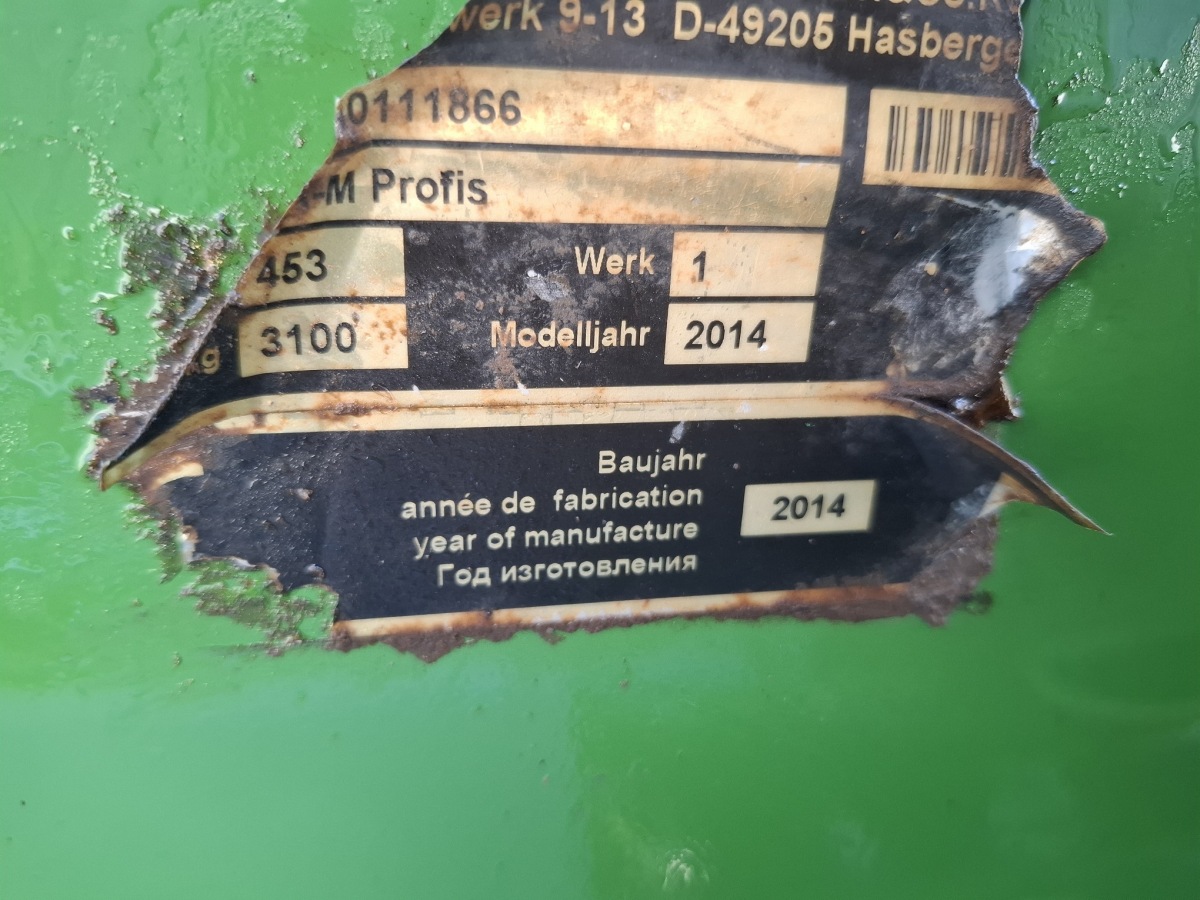 werk 9-13 D-49205 Hasberge
0111866
-M Profis
453 Werk 1
kg 3100 Modelljahr 2014
Baujahr
année de fabrication
year of manufacture
Год изготовления
2014